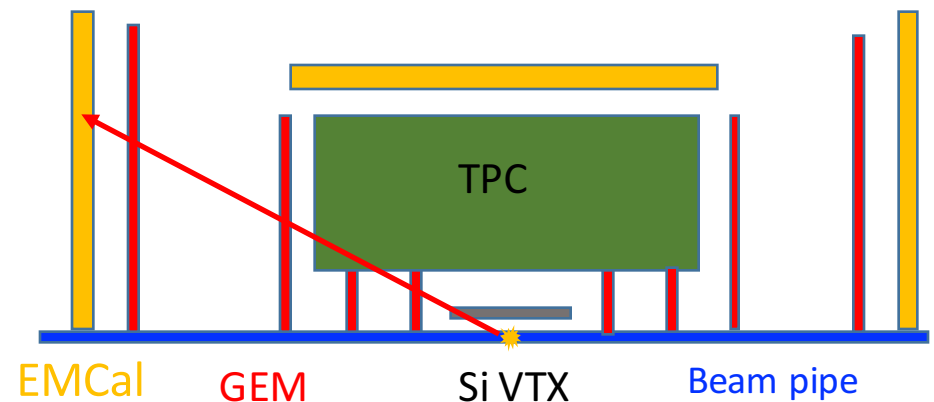 TPC
EMCal
GEM
Si VTX
Beam pipe